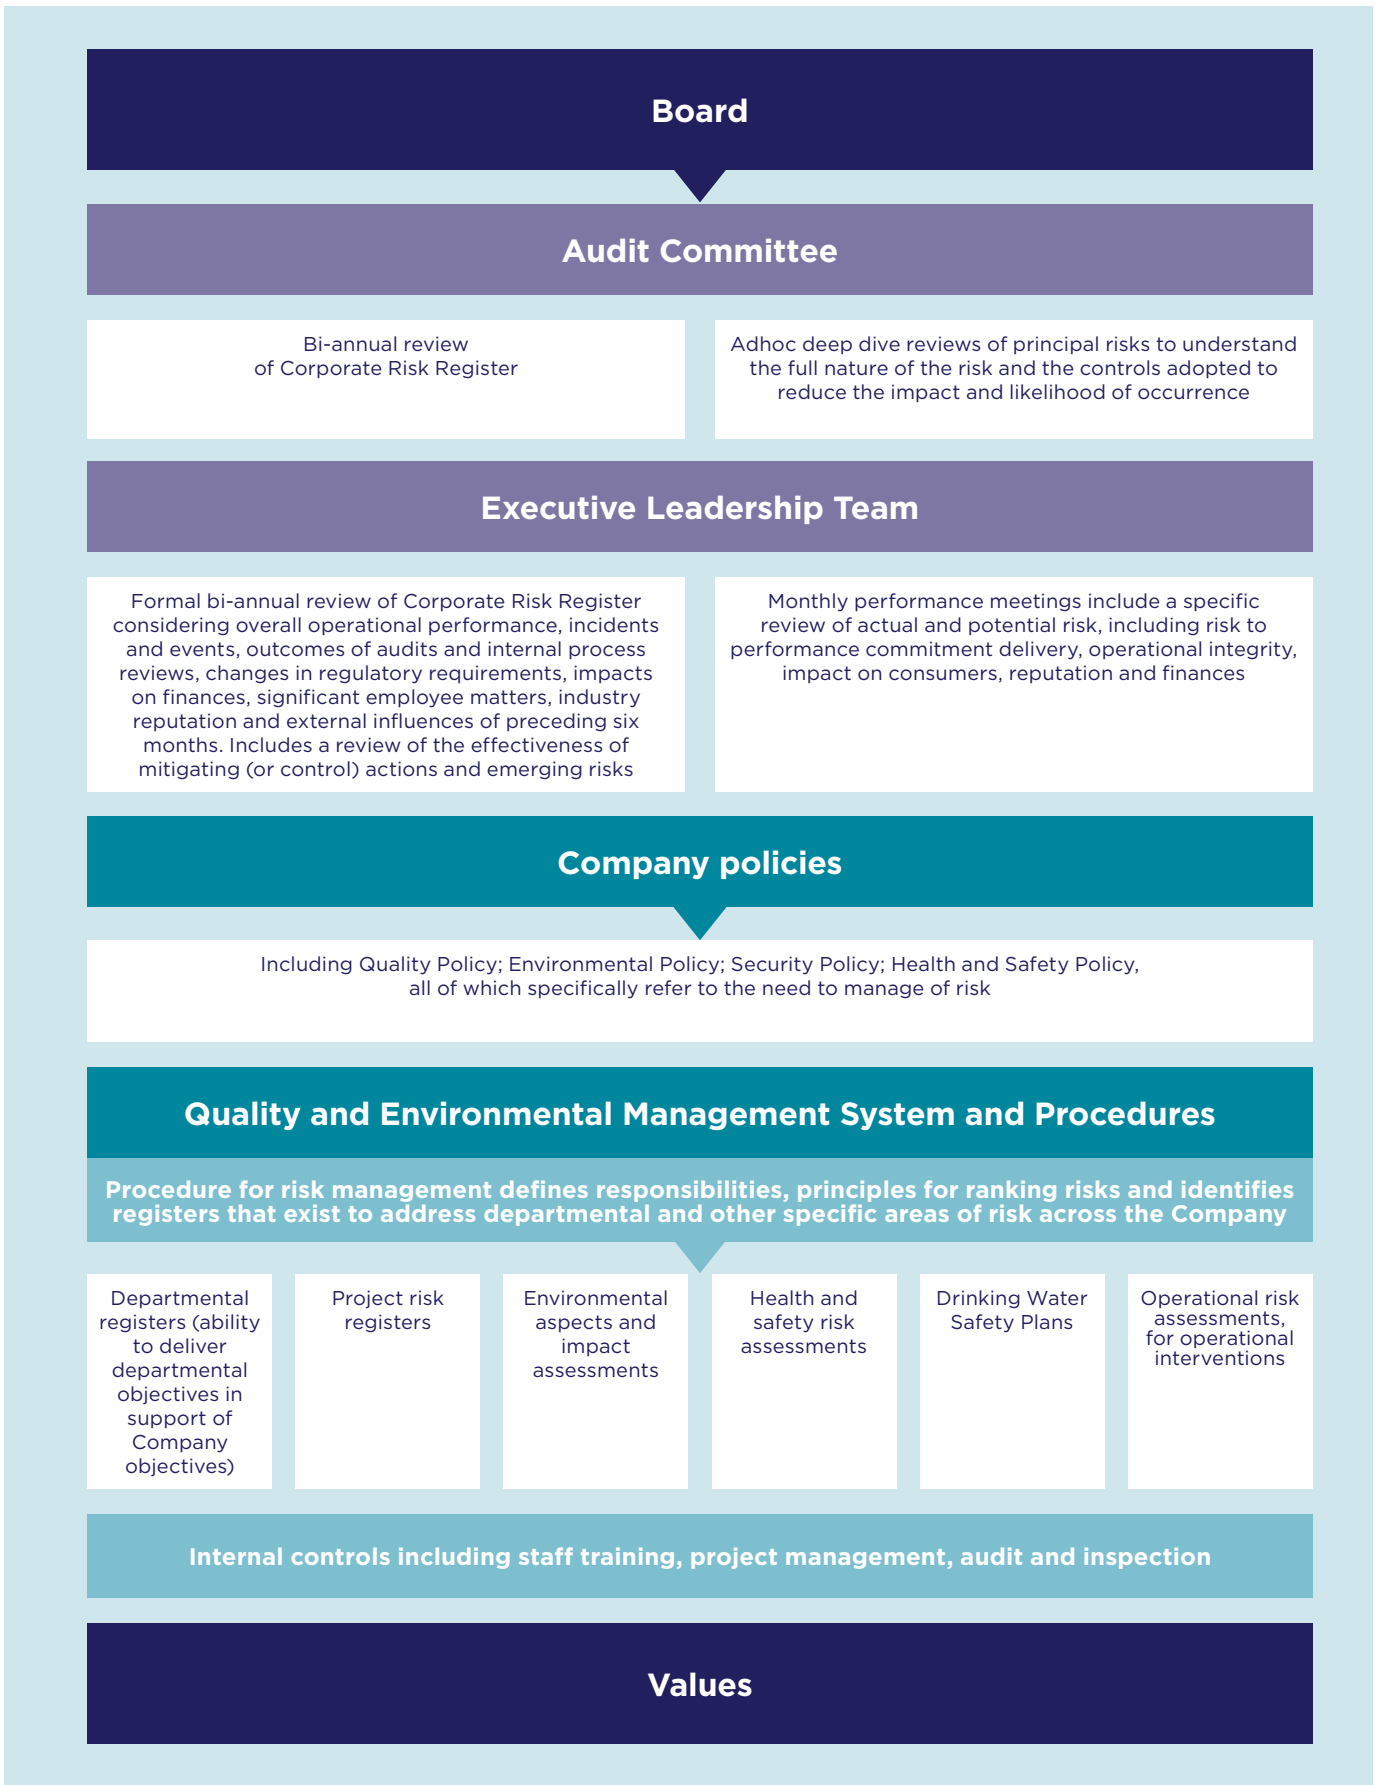 Board
Audit Committee
Bi-annual review
of Corporate Risk Register
Adhoc deep dive reviews of principal risks to understand
the full nature of the risk and the controls adopted to
reduce the impact and likelihood of occurrence
Executive Leadership Team
Formal bi-annual review of Corporate Risk Register
considering overall operational performance, incidents
and events, outcomes of audits and internal process
reviews, changes in regulatory requirements, impacts
on finances, significant employee matters, industry
reputation and external influences of preceding six
months. Includes a review of the effectiveness of
mitigating (or control) actions and emerging risks
Monthly performance meetings include a specific
review of actual and potential risk, including risk to
performance commitment delivery, operational integrity,
impact on consumers, reputation and finances
Company policies
Including Quality Policy; Environmental Policy; Security Policy; Health and Safety Policy,
all of which specifically refer to the need to manage of risk
Quality and Environmental Management System and Procedures
Procedure for risk management defines responsibilities, principles for ranking risks and identifies
registers that exist to address departmental and other specific areas of risk across the Company
Departmental
registers (ability
to deliver
departmental
objectives in
support of
Company
objectives)
Project risk
registers
Environmental
aspects and
impact
assessments
Health and
safety risk
assessments
Drinking Water
Safety Plans
Operational risk
assessments,
for operational
interventions
Internal controls including staff training, project management, audit and inspection
Values